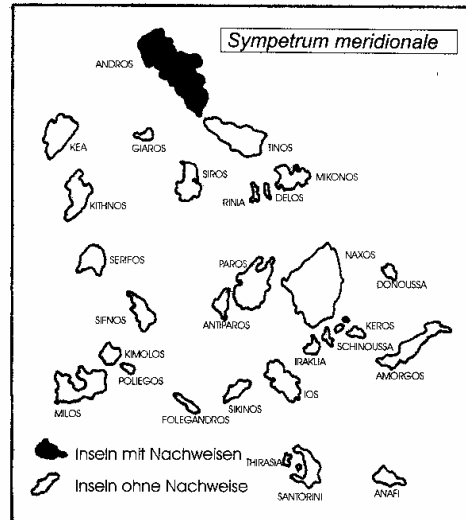 Sympetrum meridionale
ANDROS
KEA
GIAROS
TINOS
SIROS
MIKONOS
RINIA
DELOS
KITHNOS
SERIFOS
PAROS
NAXOS
DONOUSSA
SIFNOS
ANTIPAROS
KEROS
SCHINOUSSA
IRAKLIA
AMORGOS
KIMOLOS
POLIEGOS
MILOS
FOLEGANDROS
SIKINOS
IOS
Inseln mit Nachweisen
Inseln ohne Nachweise
THIRASIA
SANTORINI
ANAFI